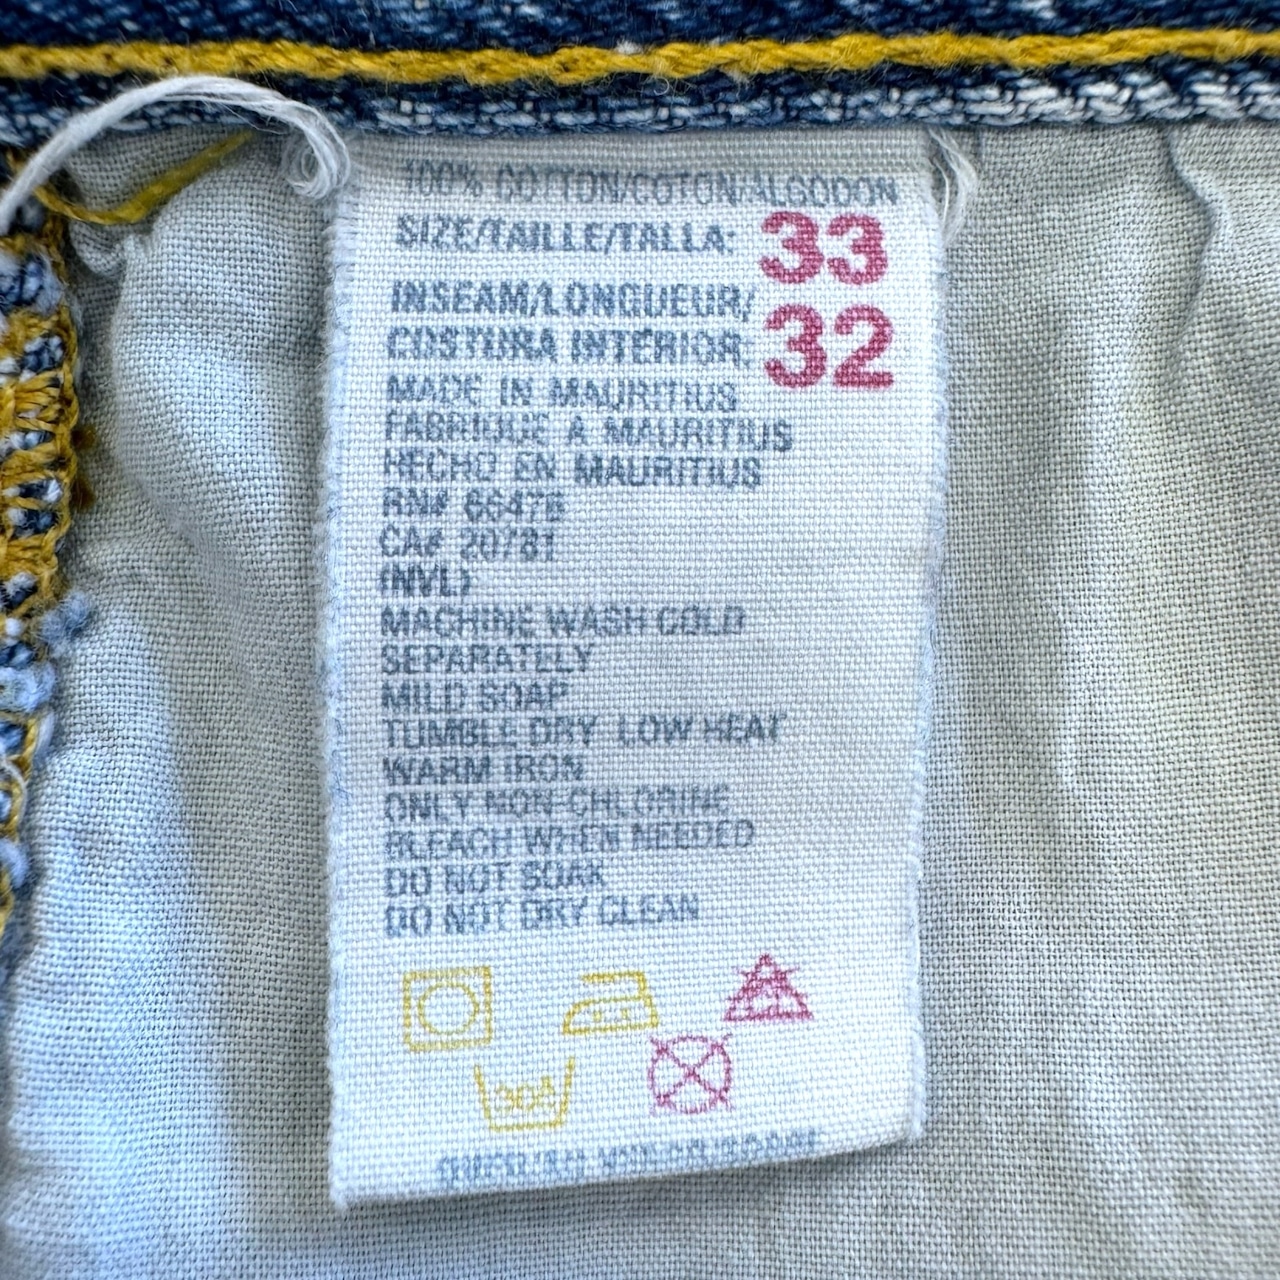 100% COTTON/COTON/ALGODON
SIZE/TAILLE/TALLA: 33
INSEAM/LONGUEUR/
COSTURA INTERIOR: 32
MADE IN MAURITIUS
FABRIQUE A MAURITIUS
HECHO EN MAURITIUS
RN# 66476
CA# 20781
(NVL)
MACHINE WASH COLD
SEPARATELY
MILD SOAP
TUMBLE DRY LOW HEAT
WARM IRON
ONLY NON-CHLORINE
BLEACH WHEN NEEDED
DO NOT SOAK
DO NOT DRY CLEAN